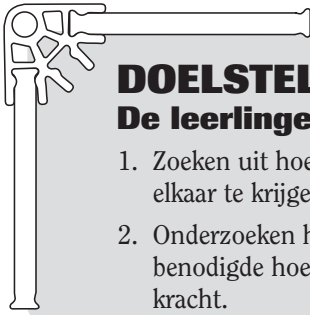 DOELSTEL
De leerlinge
1. Zoeken uit hoe
elkaar te krijge
2. Onderzoeken h
benodigde hoe
kracht.